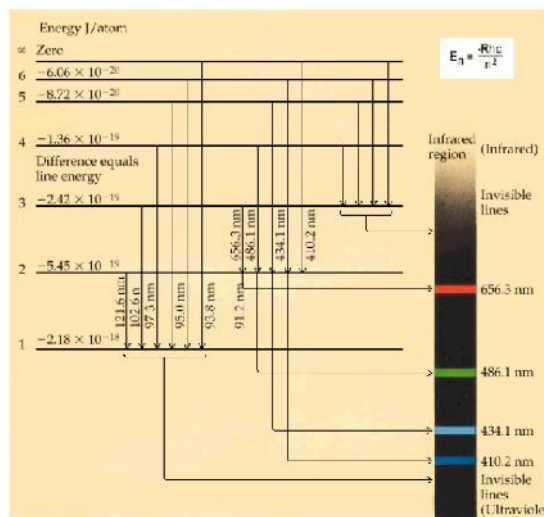 Energy J/atom
∞ Zero
6 −6.06 × 10⁻²⁰
5 −8.72 × 10⁻²⁰
4 −1.36 × 10⁻¹⁹
Difference equals
line energy
3 −2.42 × 10⁻¹⁹
2 −5.45 × 10⁻¹⁹
1 −2.18 × 10⁻¹⁸
121.6 nm
102.6 n
97.3 nm
95.0 nm
93.8 nm
91.2 nm
656.3 nm
486.1 nm
434.1 nm
410.2 nm
Eₙ = -Rhc/n²
Infrared
region
(Infrared)
Invisible
lines
656.3 nm
486.1 nm
434.1 nm
410.2 nm
Invisible
lines
(Ultraviole